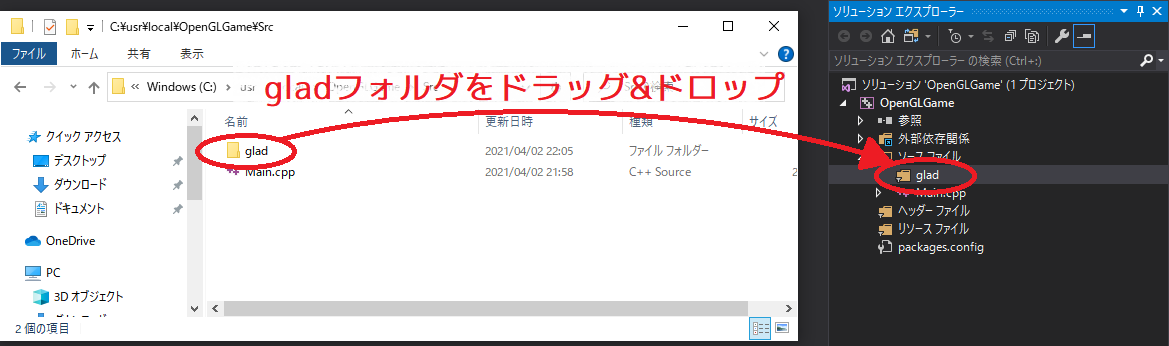 C:¥usr¥local¥OpenGLGame¥Src
ファイル ホーム 共有 表示
Windows (C:)
gladフォルダをドラッグ&ドロップ
名前 更新日時 種類 サイズ
クイック アクセス
デスクトップ
ダウンロード
ドキュメント
OneDrive
PC
3D オブジェクト
glad 2021/04/02 22:05 ファイル フォルダー
Main.cpp 2021/04/02 21:58 C++ Source 2
2 個の項目
ソリューション エクスプローラー
ソリューション エクスプローラー の検索 (Ctrl+:)
ソリューション 'OpenGLGame' (1 プロジェクト)
OpenGLGame
参照
外部依存関係
ソース ファイル
glad
Main.cpp
ヘッダー ファイル
リソース ファイル
packages.config